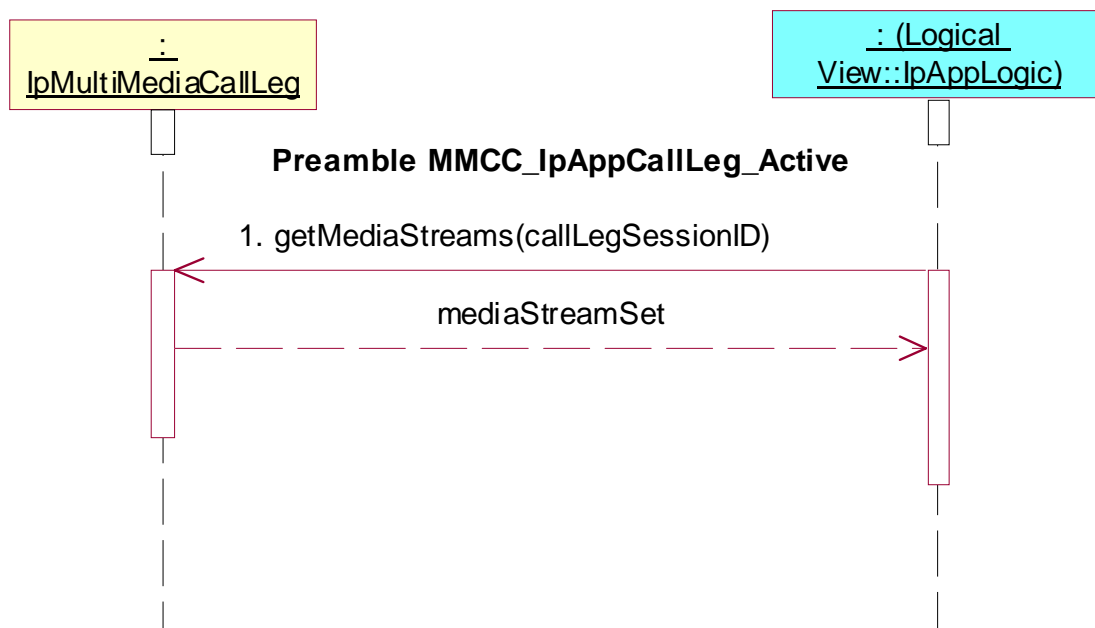 :
IpMultiMediaCallLeg
: (Logical
View::IpAppLogic)
Preamble MMCC_IpAppCallLeg_Active
1. getMediaStreams(callLegSessionID)
mediaStreamSet